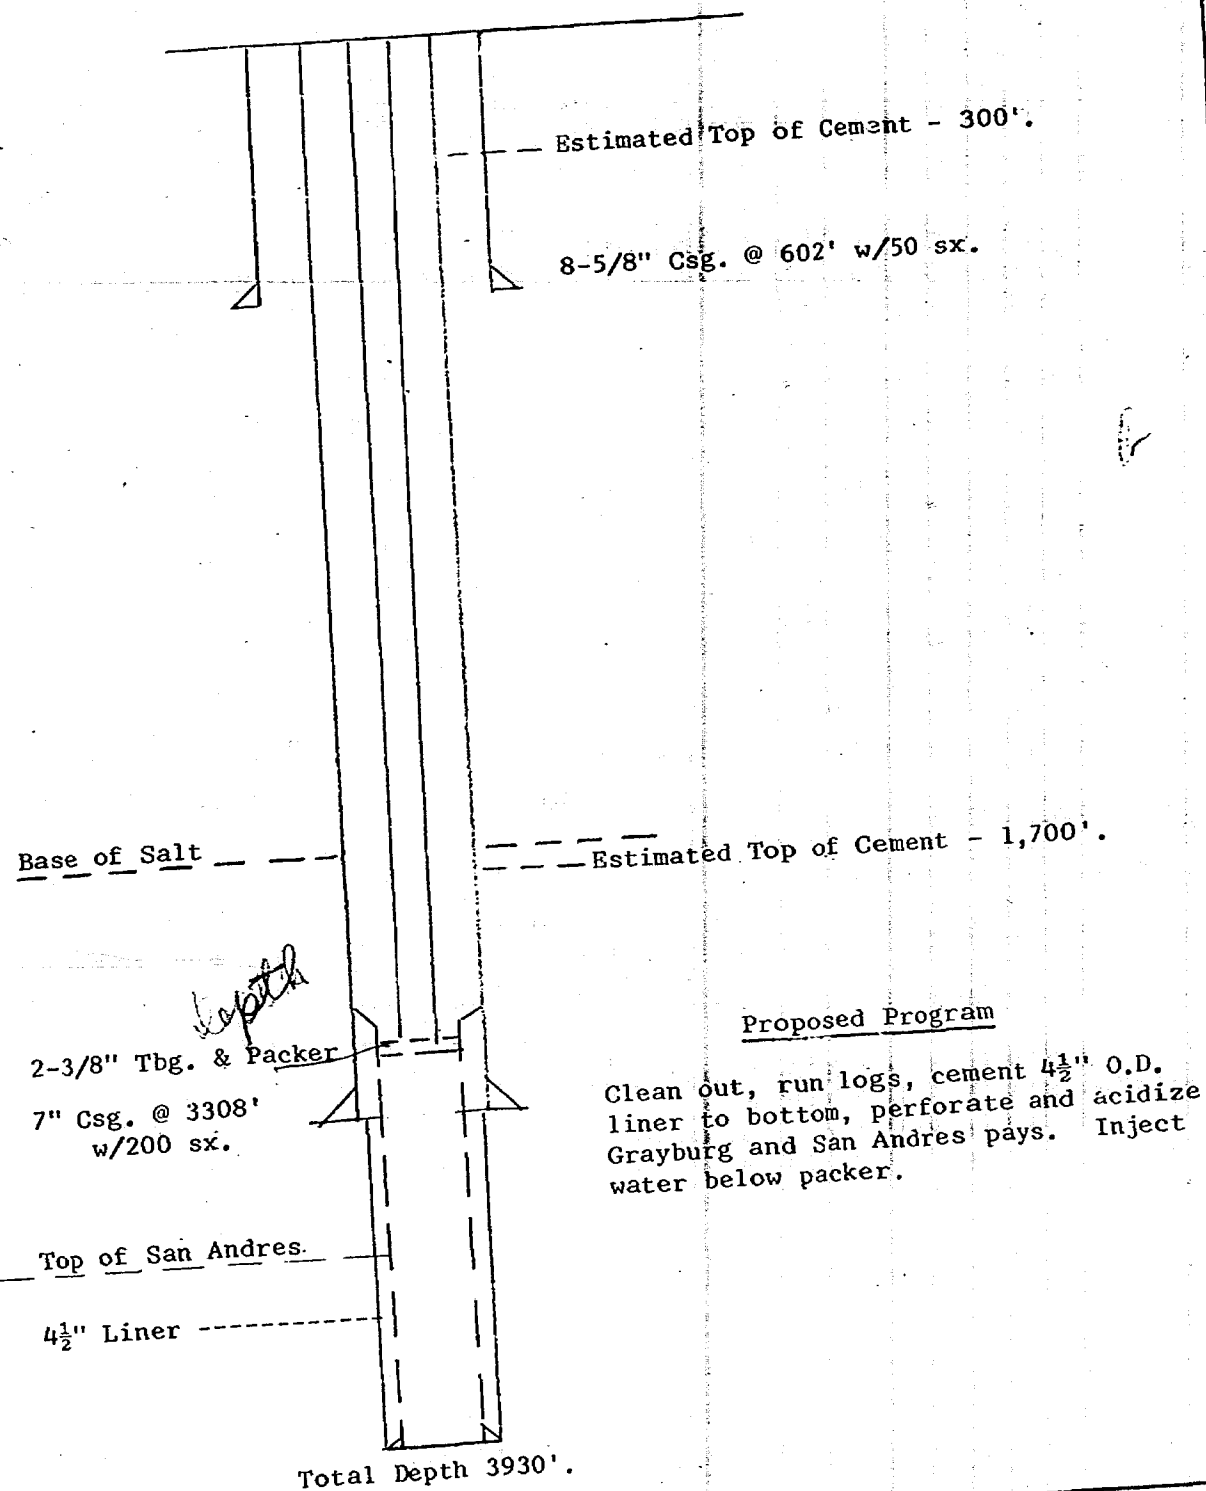 Estimated Top of Cement - 300'.
8-5/8" Csg. @ 602' w/50 sx.
Base of Salt
Estimated Top of Cement - 1,700'.
depth
2-3/8" Tbg. & Packer
7" Csg. @ 3308'
w/200 sx.
Proposed Program
Clean out, run logs, cement 4½" O.D.
liner to bottom, perforate and acidize
Grayburg and San Andres pays. Inject
water below packer.
Top of San Andres
4½" Liner
Total Depth 3930'.